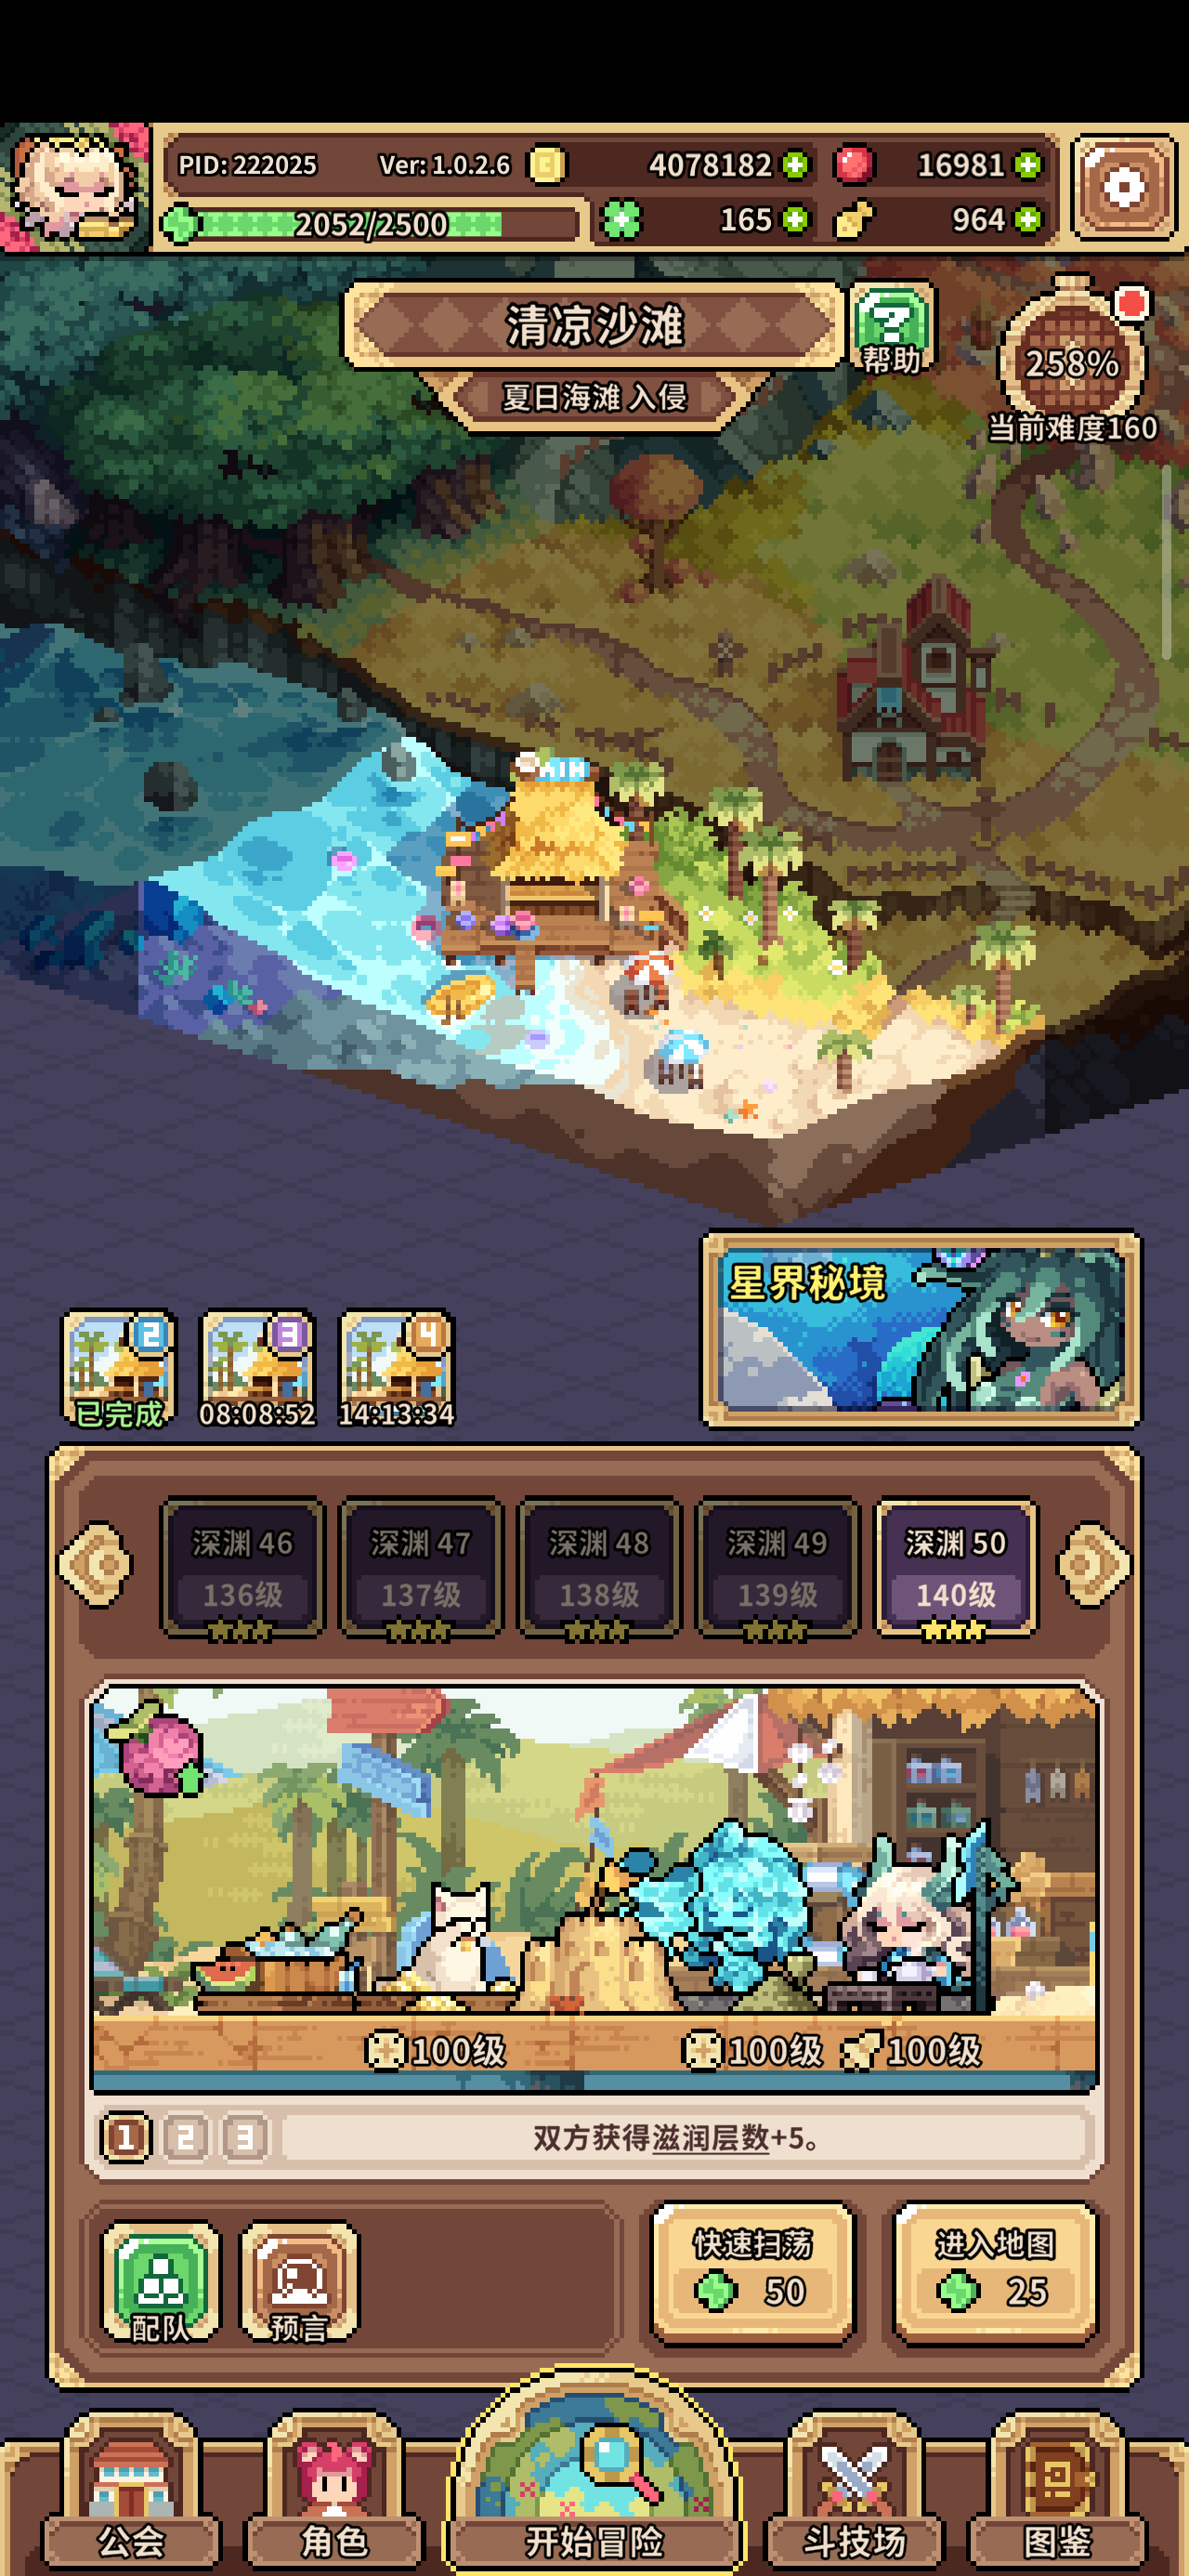 PID: 222025 Ver: 1.0.2.6 4078182 16981
2052/2500 165 964
清凉沙滩
帮助
夏日海滩 入侵
258%
当前难度160
星界秘境
2 3 4
已完成 08:08:52 14:13:34
深渊 46 深渊 47 深渊 48 深渊 49 深渊 50
136级 137级 138级 139级 140级
100级 100级 100级
1 2 3 双方获得滋润层数+5。
快速扫荡 进入地图
50 25
配队 预言
公会 角色 开始冒险 斗技场 图鉴